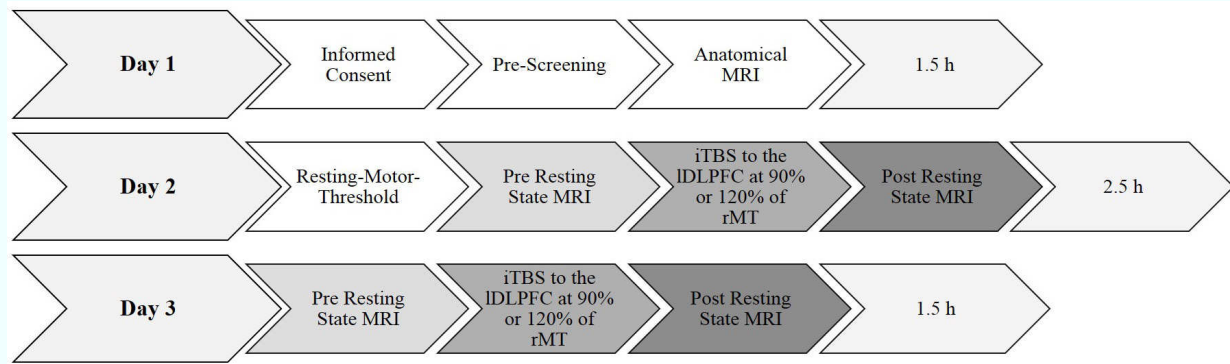 Day 1
Informed
Consent
Pre-Screening
Anatomical
MRI
1.5 h
Day 2
Resting-Motor-
Threshold
Pre Resting
State MRI
iTBS to the
lDLPFC at 90%
or 120% of
rMT
Post Resting
State MRI
2.5 h
Day 3
Pre Resting
State MRI
iTBS to the
lDLPFC at 90%
or 120% of
rMT
Post Resting
State MRI
1.5 h